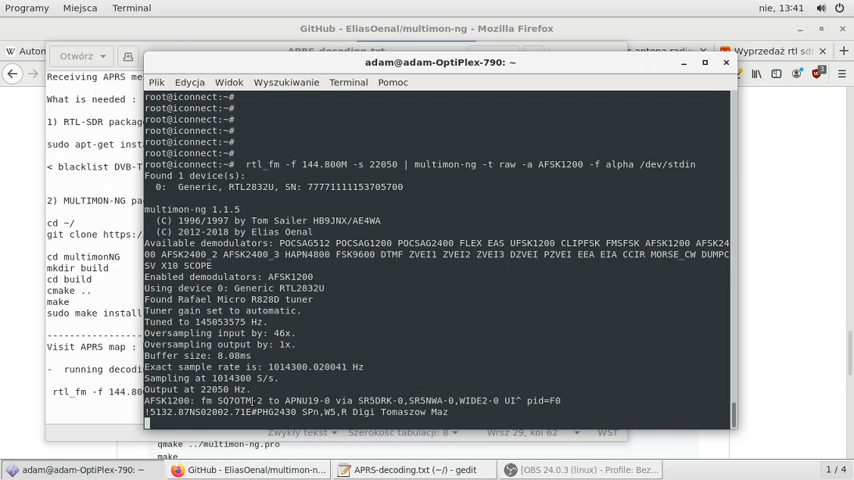 Programy Miejsca Terminal nie, 13:41
GitHub - EliasOenal/multimon-ng - Mozilla Firefox
Otwórz APRS-decoding.txt
W Autom antena radi Wyprzedaż rtl sd
adam@adam-OptiPlex-790: ~
Plik Edycja Widok Wyszukiwanie Terminal Pomoc
root@iconnect:~#
root@iconnect:~#
root@iconnect:~#
root@iconnect:~#
root@iconnect:~#
root@iconnect:~#
root@iconnect:~# rtl_fm -f 144.800M -s 22050 | multimon-ng -t raw -a AFSK1200 -f alpha /dev/stdin
Found 1 device(s):
0: Generic, RTL2832U, SN: 77771111153705700
multimon-ng 1.1.5
(C) 1996/1997 by Tom Sailer HB9JNX/AE4WA
(C) 2012-2018 by Elias Oenal
Available demodulators: POCSAG512 POCSAG1200 POCSAG2400 FLEX EAS UFSK1200 CLIPFSK FMSFSK AFSK1200 AFSK24
00 AFSK2400_2 AFSK2400_3 HAPN4800 FSK9600 DTMF ZVEI1 ZVEI2 ZVEI3 DZVEI PZVEI EEA EIA CCIR MORSE_CW DUMPC
SV X10 SCOPE
Enabled demodulators: AFSK1200
Using device 0: Generic RTL2832U
Found Rafael Micro R828D tuner
Tuner gain set to automatic.
Tuned to 145053575 Hz.
Oversampling input by: 46x.
Oversampling output by: 1x.
Buffer size: 8.08ms
Exact sample rate is: 1014300.020041 Hz
Sampling at 1014300 S/s.
Output at 22050 Hz.
AFSK1200: fm SQ7OTM-2 to APNU19-0 via SR5DRK-0,SR5NWA-0,WIDE2-0 UI^ pid=F0
!5132.87NS02002.71E#PHG2430 SPn,W5,R Digi Tomaszow Maz
Receiving APRS me
What is needed :
1) RTL-SDR packag
sudo apt-get inst
< blacklist DVB-T
2) MULTIMON-NG pa
cd ~/
git clone https:/
cd multimonNG
mkdir build
cd build
cmake ..
make
sudo make install
Visit APRS map :
- running decodi
rtl_fm -f 144.80
Zwykły tekst Szerokość tabulacji: 8 WST
qmake ../multimon-ng.pro
make
adam@adam-OptiPlex-790: ~ GitHub - EliasOenal/multimon-n... APRS-decoding.txt (~/) - gedit [OBS 24.0.3 (linux) - Profile: Bez... 1 / 4